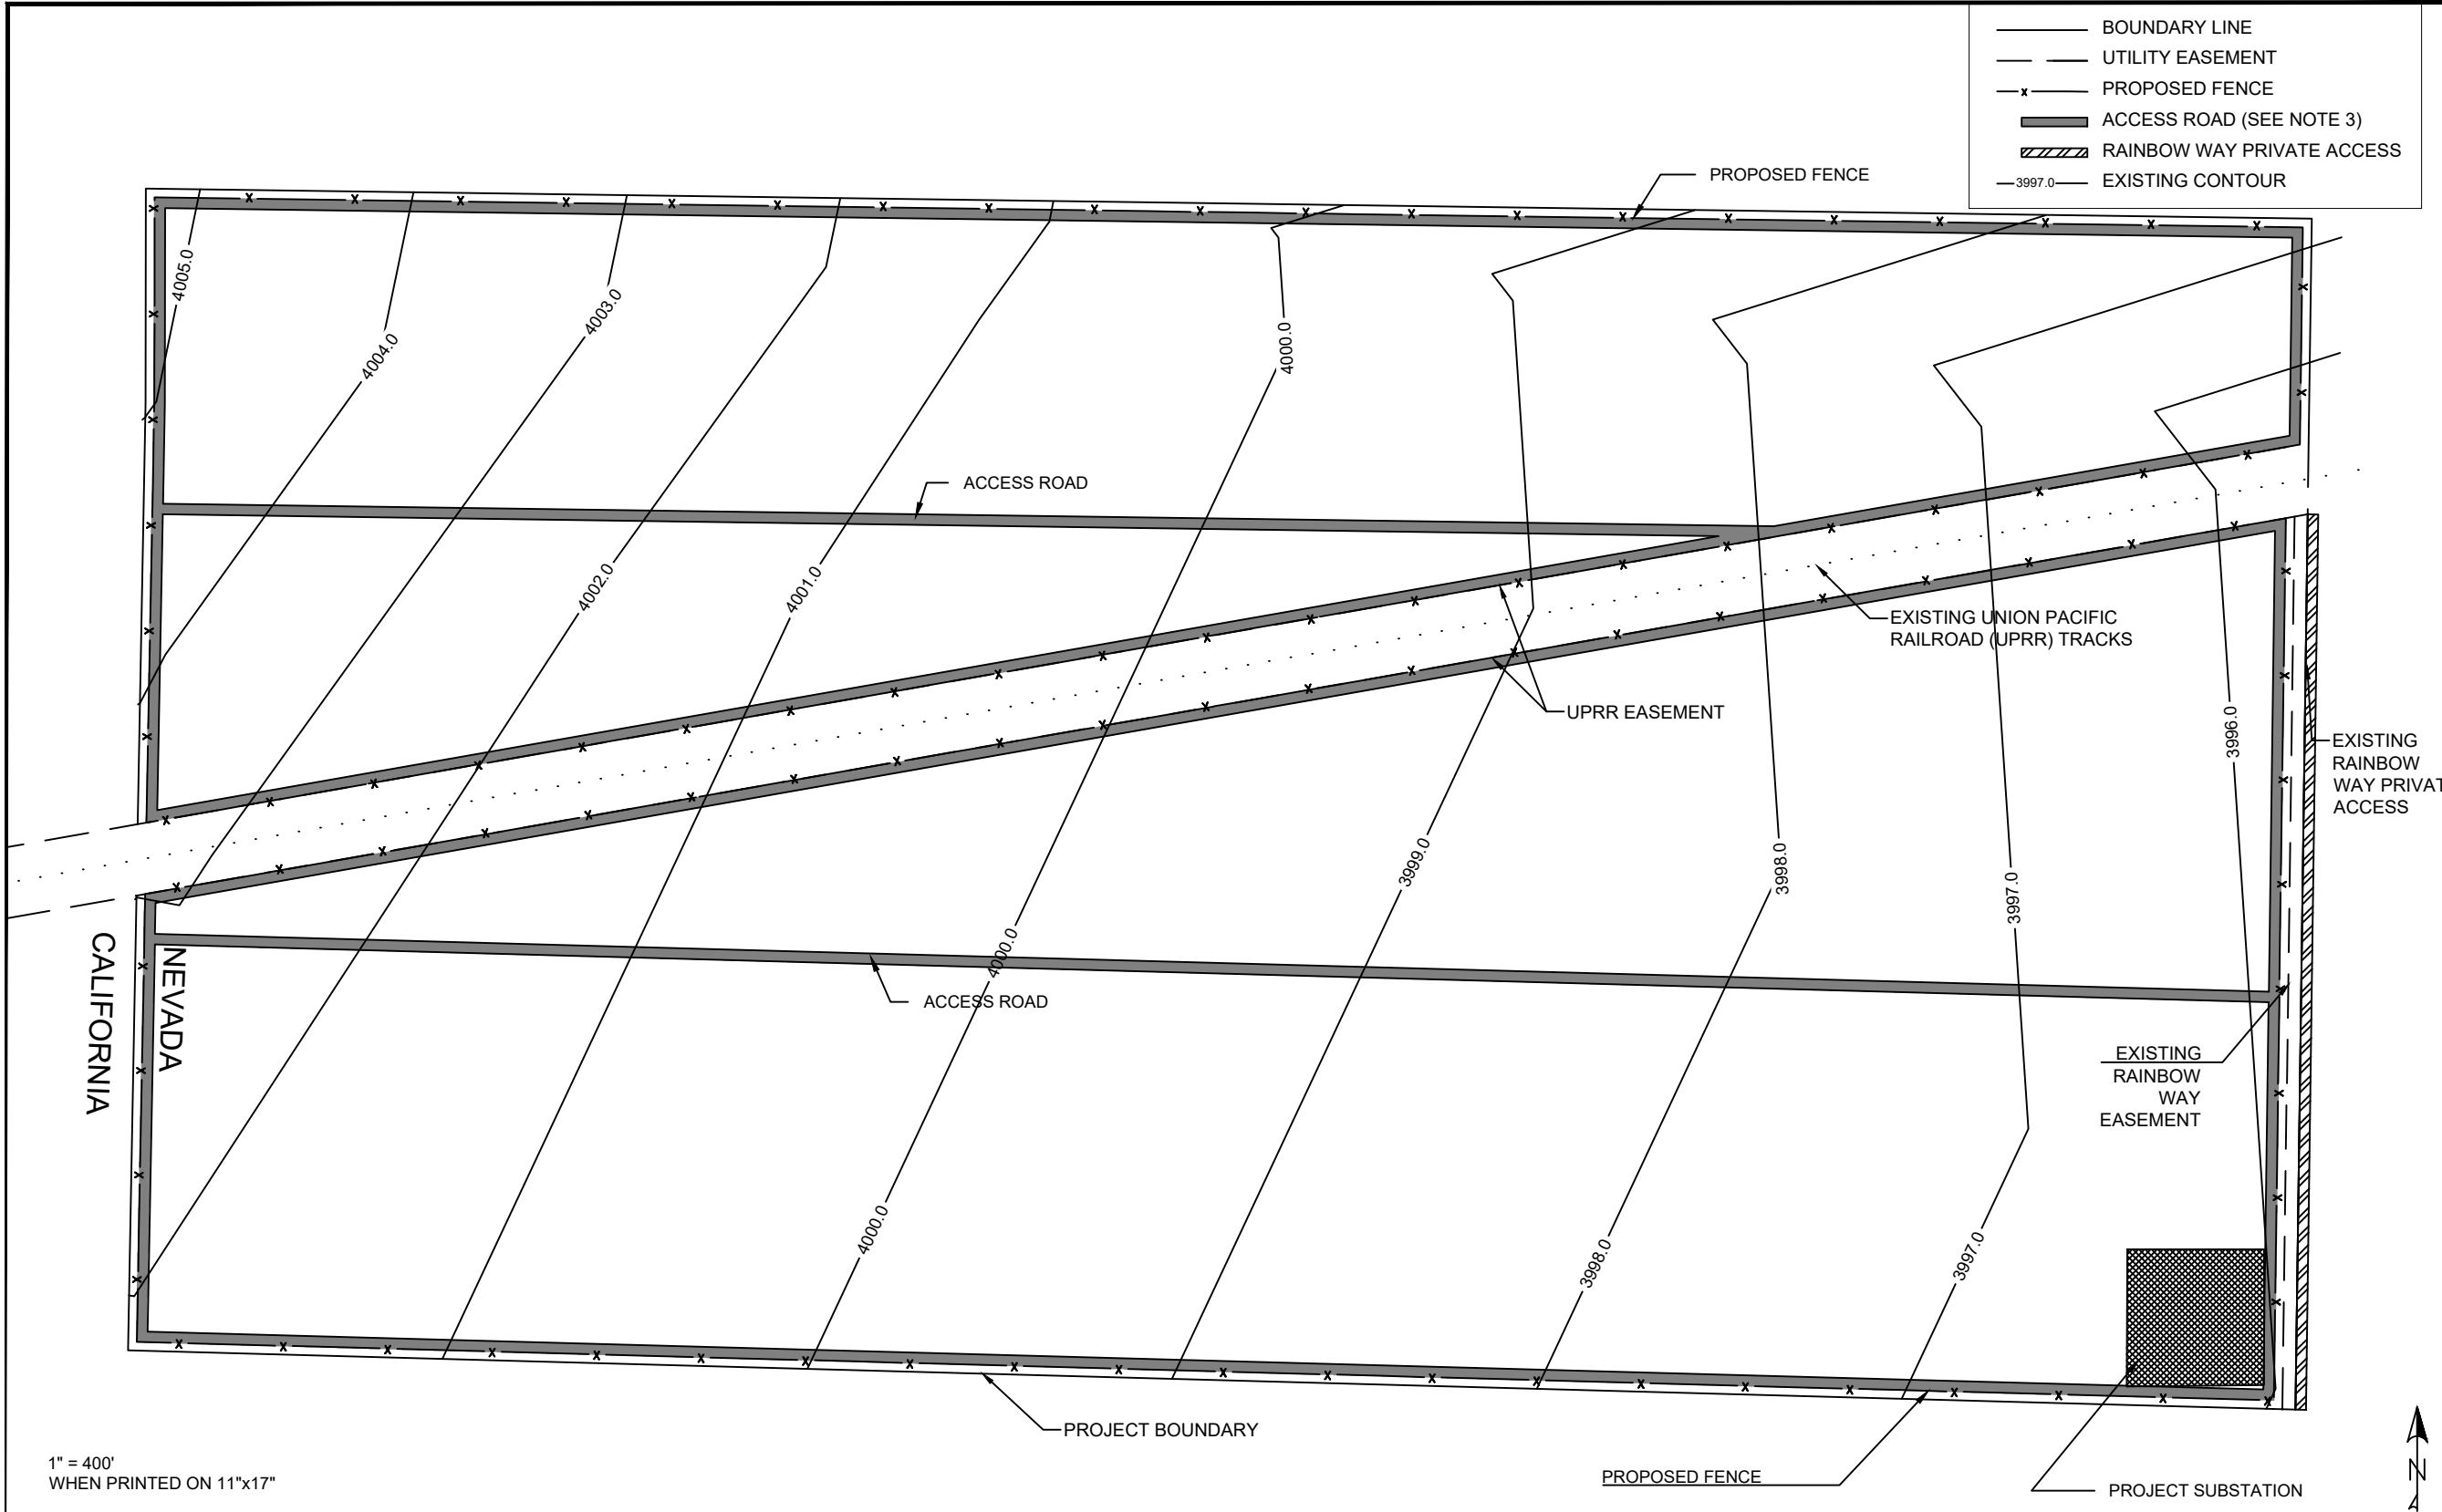 BOUNDARY LINE
UTILITY EASEMENT
x
PROPOSED FENCE
ACCESS ROAD (SEE NOTE 3)
RAINBOW WAY PRIVATE ACCESS
3997.0
EXISTING CONTOUR
PROPOSED FENCE
4005.0
4004.0
4003.0
4000.0
ACCESS ROAD
4002.0
4001.0
EXISTING UNION PACIFIC
RAILROAD (UPRR) TRACKS
UPRR EASEMENT
3996.0
EXISTING
RAINBOW
WAY PRIVAT
ACCESS
3999.0
3998.0
3997.0
4000.0
CALIFORNIA
NEVADA
ACCESS ROAD
EXISTING
RAINBOW
WAY
EASEMENT
4000.0
3998.0
3997.0
PROJECT BOUNDARY
1" = 400'
WHEN PRINTED ON 11"x17"
PROPOSED FENCE
PROJECT SUBSTATION
N